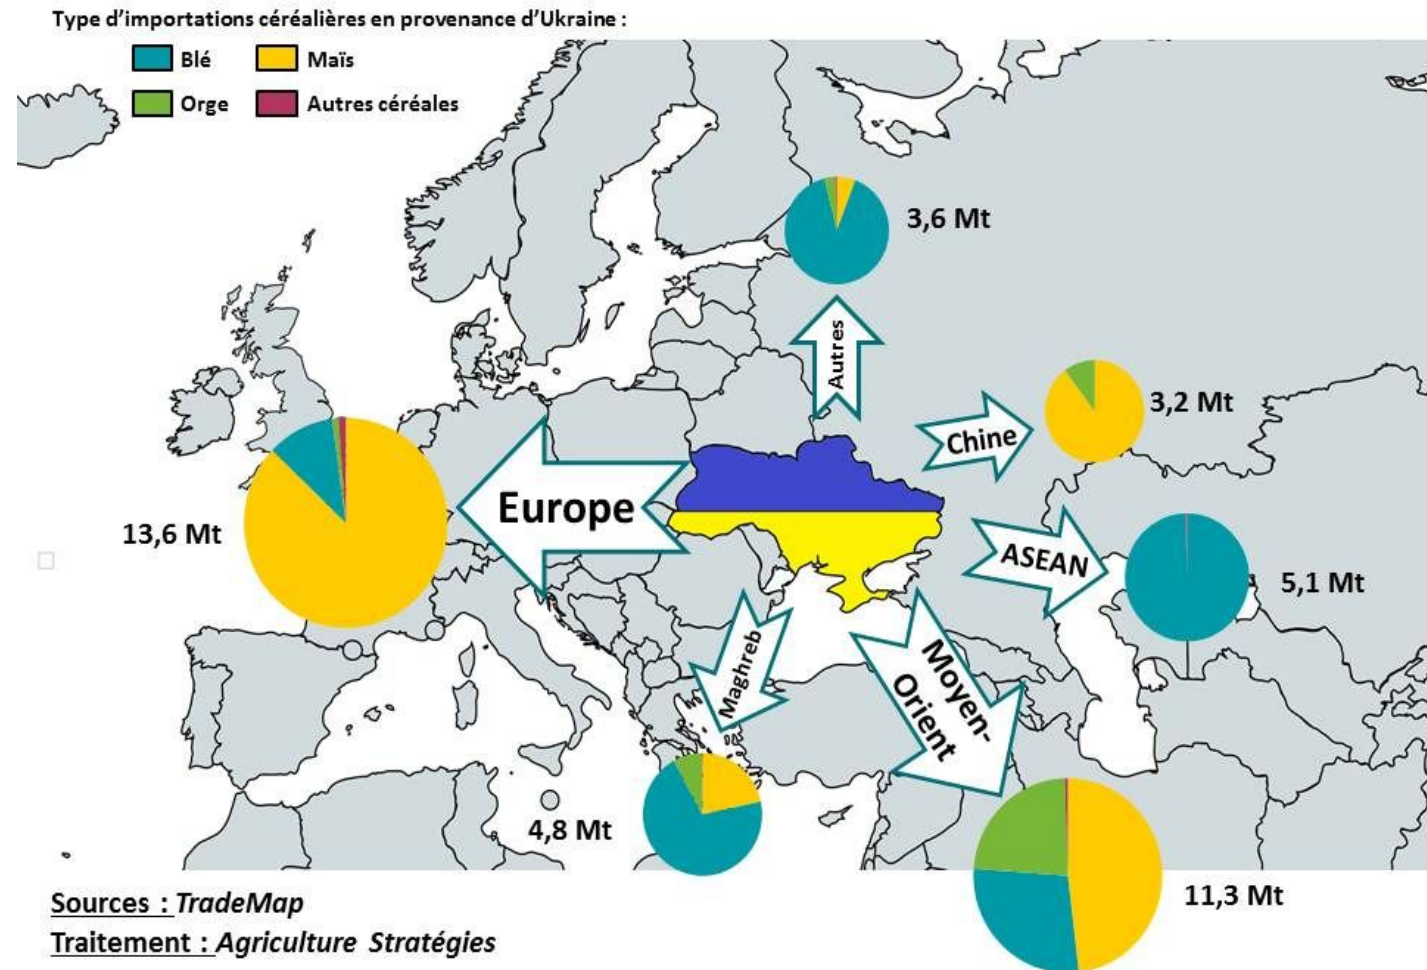 Type d’importations céréalières en provenance d’Ukraine :
Blé
Maïs
Orge
Autres céréales
3,6 Mt
Autres
3,2 Mt
Chine
Europe
13,6 Mt
ASEAN
5,1 Mt
Maghreb
Moyen-
Orient
4,8 Mt
11,3 Mt
Sources : TradeMap
Traitement : Agriculture Stratégies